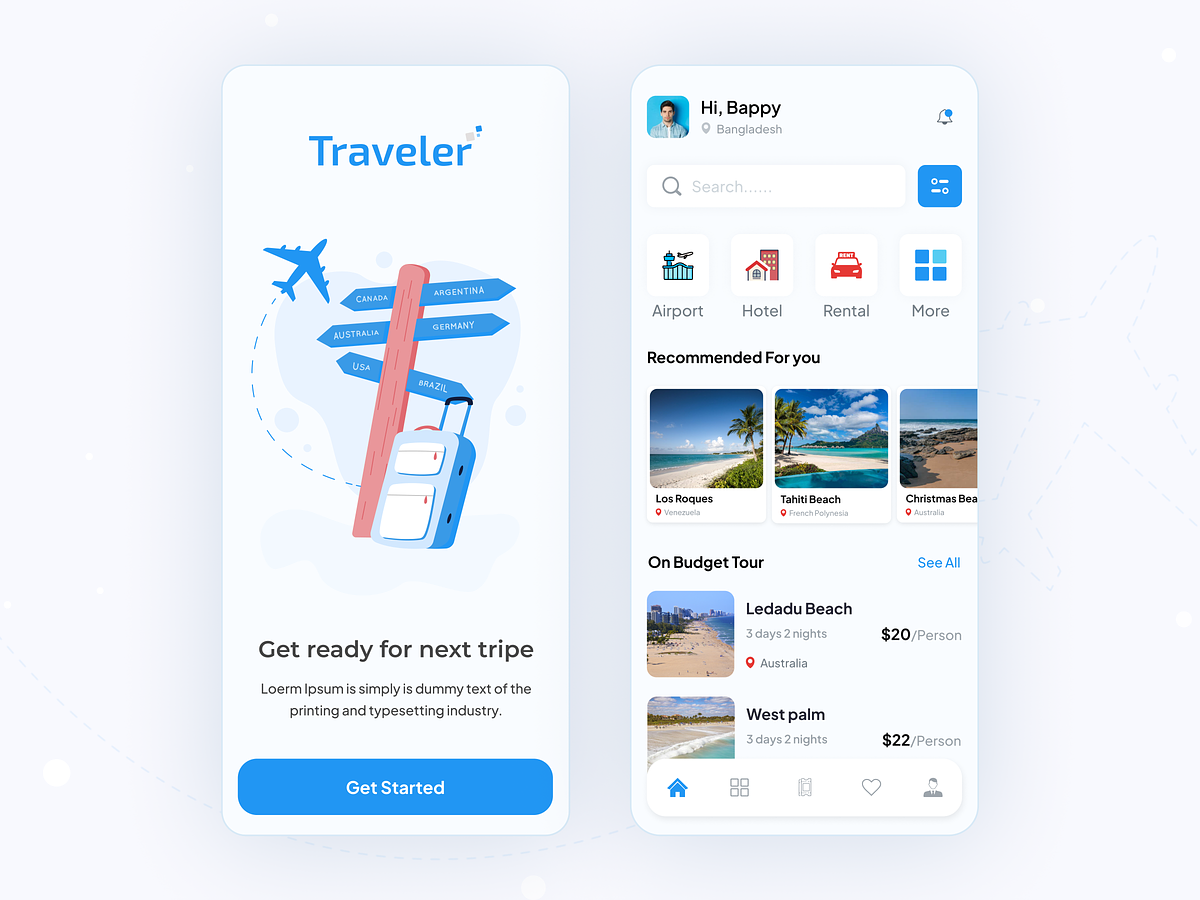 Traveler
CANADA
ARGENTINA
AUSTRALIA
GERMANY
USA
BRAZIL
Get ready for next tripe
Loerm Ipsum is simply is dummy text of the
printing and typesetting industry.
Get Started
Hi, Bappy
Bangladesh
Search......
RENT
Airport
Hotel
Rental
More
Recommended For you
Los Roques
Venezuela
Tahiti Beach
French Polynesia
Christmas Bea
Australia
On Budget Tour
See All
Ledadu Beach
3 days 2 nights
$20/Person
Australia
West palm
3 days 2 nights
$22/Person